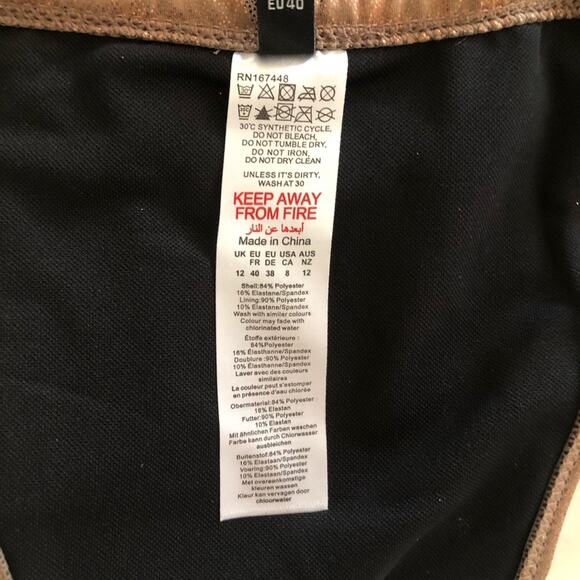 EU40
RN167448
30°C SYNTHETIC CYCLE,
DO NOT BLEACH,
DO NOT TUMBLE DRY,
DO NOT IRON,
DO NOT DRY CLEAN
UNLESS IT'S DIRTY,
WASH AT 30
KEEP AWAY
FROM FIRE
أبعدها عن النار
Made in China
UK EU EU USA AUS
FR DE CA NZ
12 40 38 8 12
Shell:84% Polyester
16% Elastane/Spandex
Lining:90% Polyester
10% Elastane/Spandex
Wash with similar colours
Colour may fade with
chlorinated water
Étoffe extérieure :
84%Polyester
16% Élasthanne/Spandex
Doublure :90% Polyester
10% Élasthanne/Spandex
Laver avec des couleurs
similaires
La couleur peut s'estomper
en présence d'eau chlorée
Obermaterial:84% Polyester
16% Elastan
Futter:90% Polyester
10% Elastan
Mit ähnlichen Farben waschen
Farbe kann durch Chlorwasser
ausbleichen
Buitenstof:84% Polyester
16% Elastaan/Spandex
Voering:90% Polyester
10% Elastaan/Spandex
Met overeenkomstige
kleuren wassen
Kleur kan vervagen door
chloorwater